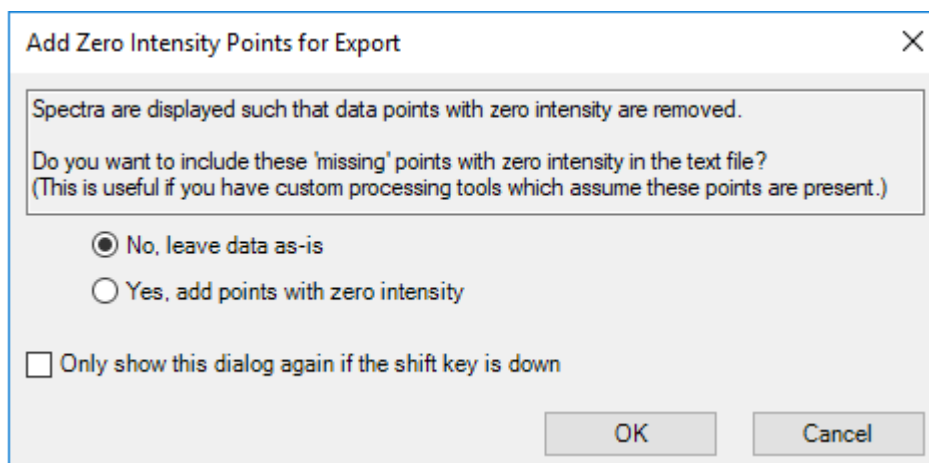 Add Zero Intensity Points for Export
Spectra are displayed such that data points with zero intensity are removed.
Do you want to include these 'missing' points with zero intensity in the text file?
(This is useful if you have custom processing tools which assume these points are present.)
No, leave data as-is
Yes, add points with zero intensity
Only show this dialog again if the shift key is down
OK
Cancel